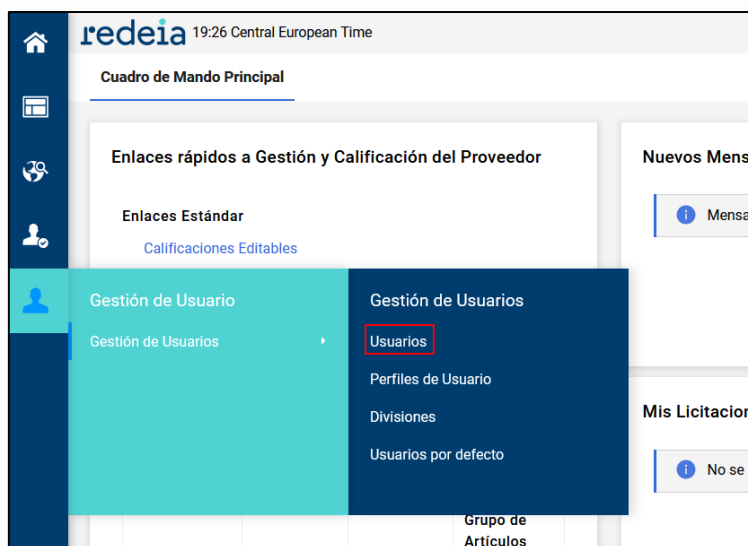 redeia 19:26 Central European Time
Cuadro de Mando Principal
Enlaces rápidos a Gestión y Calificación del Proveedor
Nuevos Mens
Enlaces Estándar
Mensa
Calificaciones Editables
Gestión de Usuario
Gestión de Usuarios
Gestión de Usuarios
Usuarios
Perfiles de Usuario
Divisiones
Usuarios por defecto
Mis Licitacion
No se
Grupo de
Artículos